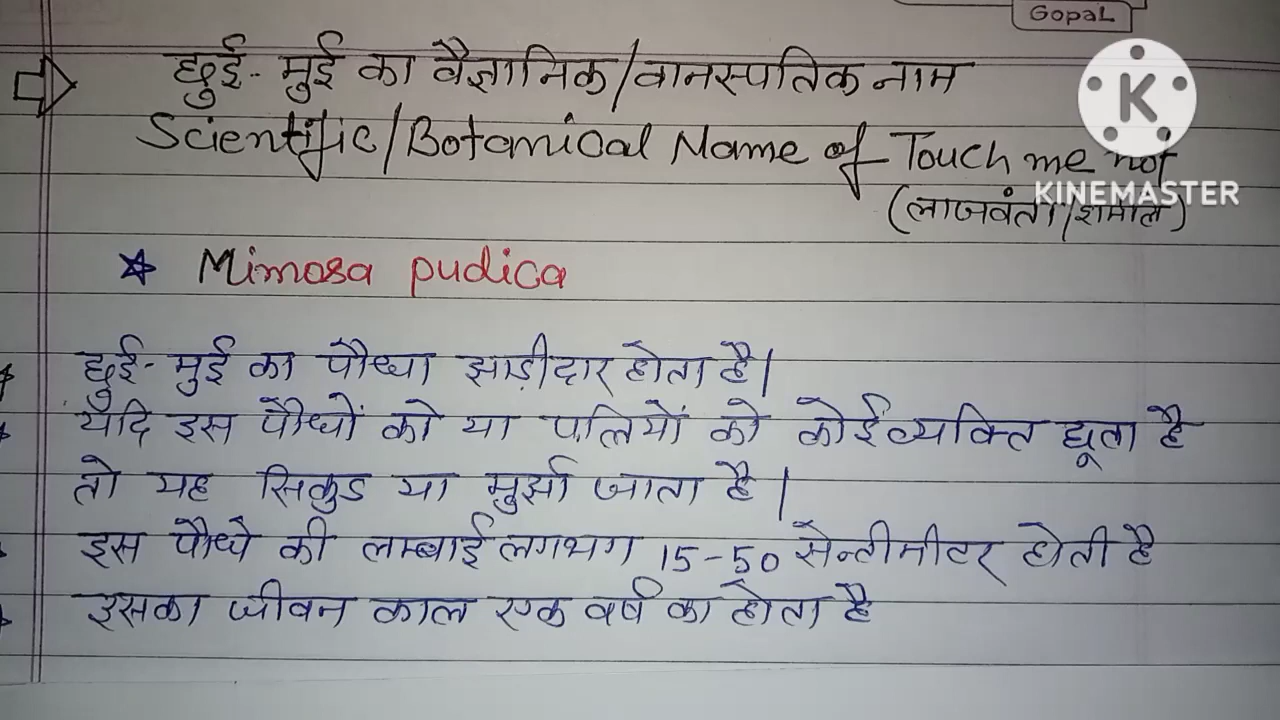 GopaL
छुई-मुई का वैज्ञानिक/वानस्पतिक नाम
Scientific/Botanical Name of Touch me not
KINEMASTER
(लाजवंती/शर्मीली)
Mimosa pudica
छुई-मुई का पौधा झाड़ीदार होता है।
यदि इस पौधों को या पत्तियों को कोई व्यक्ति छूता है
तो यह सिकुड या मुर्झा जाता है।
इस पौधे की लम्बाई लगभग 15-50 सेन्टीमीटर होती है
इसका जीवन काल एक वर्ष का होता है